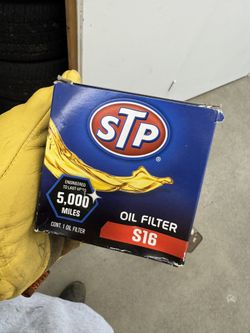 STP
®
ENGINEERED
TO LAST UP TO
5,000
MILES
CONT. 1 OIL FILTER
OIL FILTER
S16